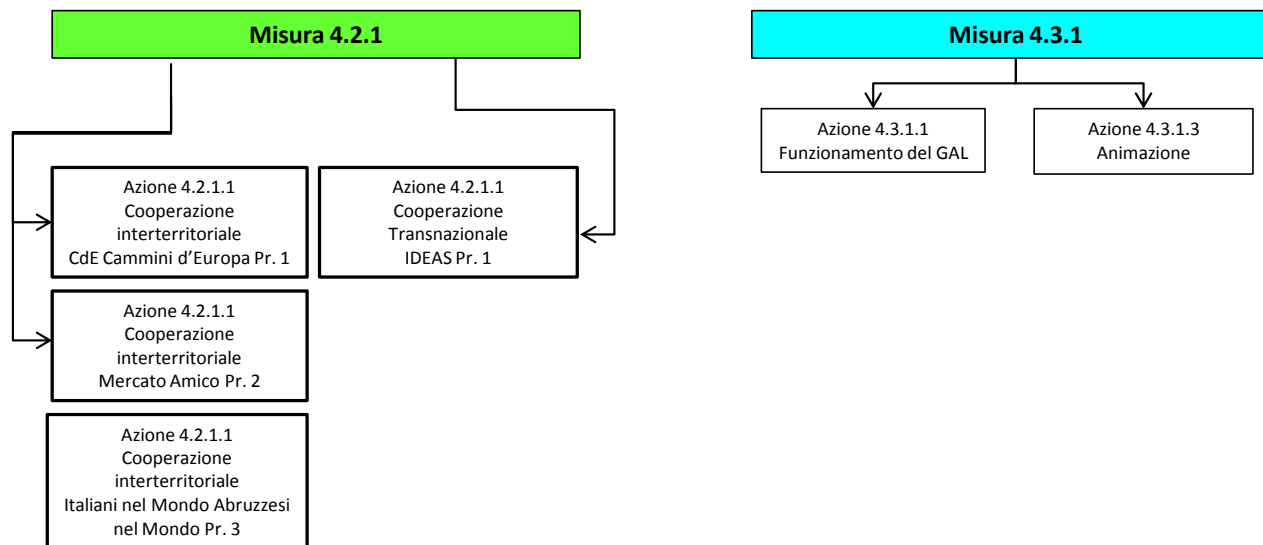 Misura 4.2.1
Misura 4.3.1
Azione 4.3.1.1
Funzionamento del GAL
Azione 4.3.1.3
Animazione
Azione 4.2.1.1
Cooperazione
interterritoriale
CdE Cammini d'Europa Pr. 1
Azione 4.2.1.1
Cooperazione
Transnazionale
IDEAS Pr. 1
Azione 4.2.1.1
Cooperazione
interterritoriale
Mercato Amico Pr. 2
Azione 4.2.1.1
Cooperazione
interterritoriale
Italiani nel Mondo Abruzzesi
nel Mondo Pr. 3